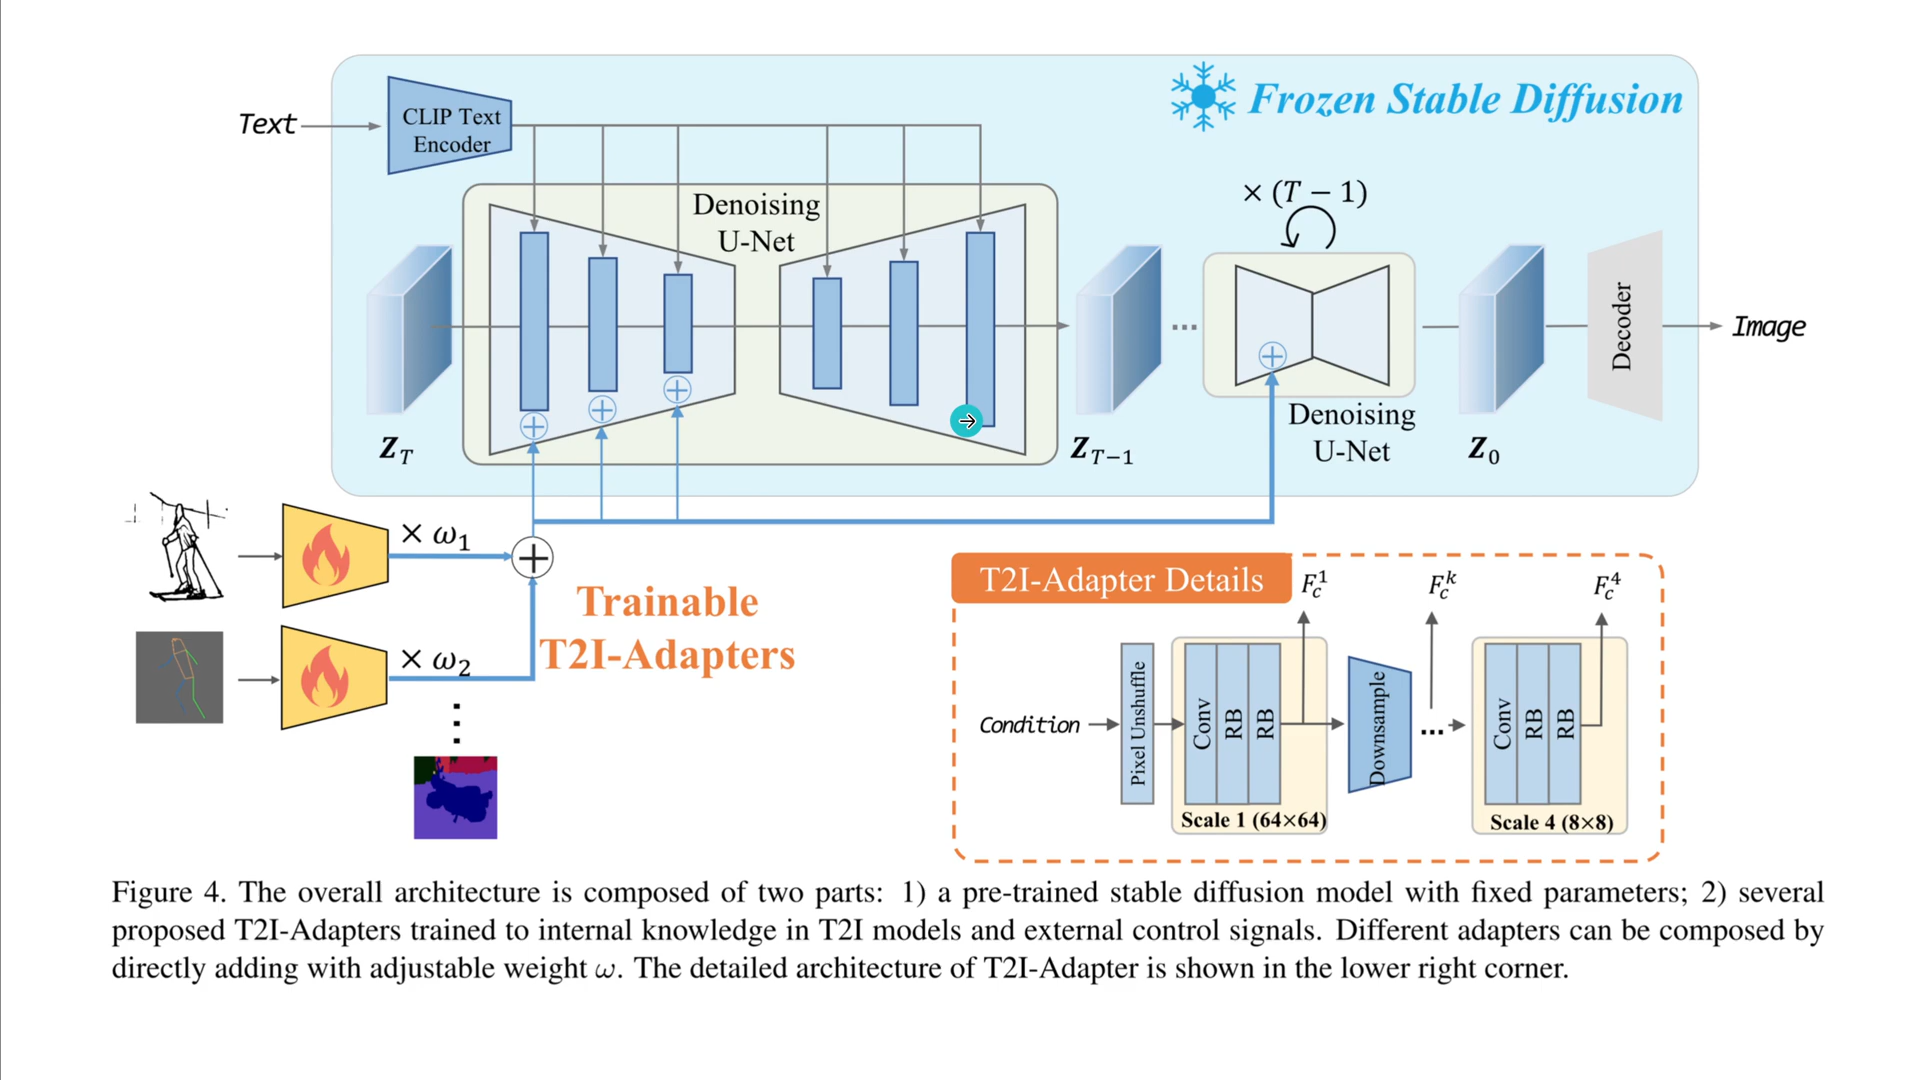 Frozen Stable Diffusion
Text
CLIP Text
Encoder
Denoising
U-Net
× (T − 1)
Decoder
Image
Z_T
Z_{T−1}
...
Denoising
U-Net
Z_0
× ω_1
+
Trainable
T2I-Adapters
× ω_2
T2I-Adapter Details
F_c^1
F_c^k
F_c^4
Condition
Pixel Unshuffle
Conv
RB
RB
Downsample
...
Conv
RB
RB
Scale 1 (64×64)
Scale 4 (8×8)
Figure 4. The overall architecture is composed of two parts: 1) a pre-trained stable diffusion model with fixed parameters; 2) several
proposed T2I-Adapters trained to internal knowledge in T2I models and external control signals. Different adapters can be composed by
directly adding with adjustable weight ω. The detailed architecture of T2I-Adapter is shown in the lower right corner.